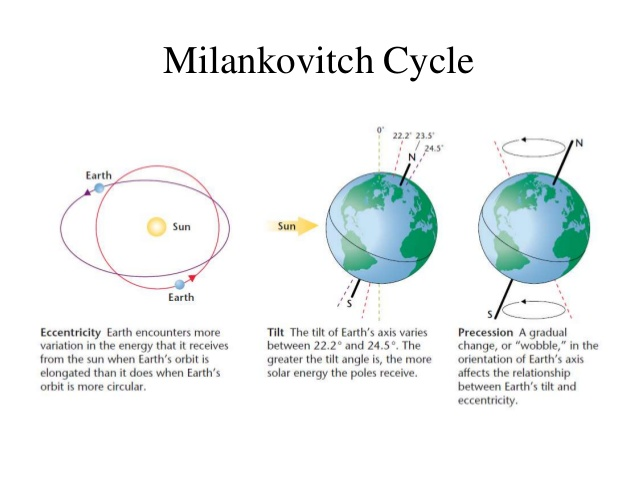 Milankovitch Cycle
Earth
Sun
Earth
Sun
0°
22.2° 23.5°
24.5°
N
S
N
S
Eccentricity Earth encounters more
variation in the energy that it receives
from the sun when Earth's orbit is
elongated than it does when Earth's
orbit is more circular.
Tilt The tilt of Earth's axis varies
between 22.2° and 24.5°. The
greater the tilt angle is, the more
solar energy the poles receive.
Precession A gradual
change, or “wobble,” in the
orientation of Earth's axis
affects the relationship
between Earth's tilt and
eccentricity.